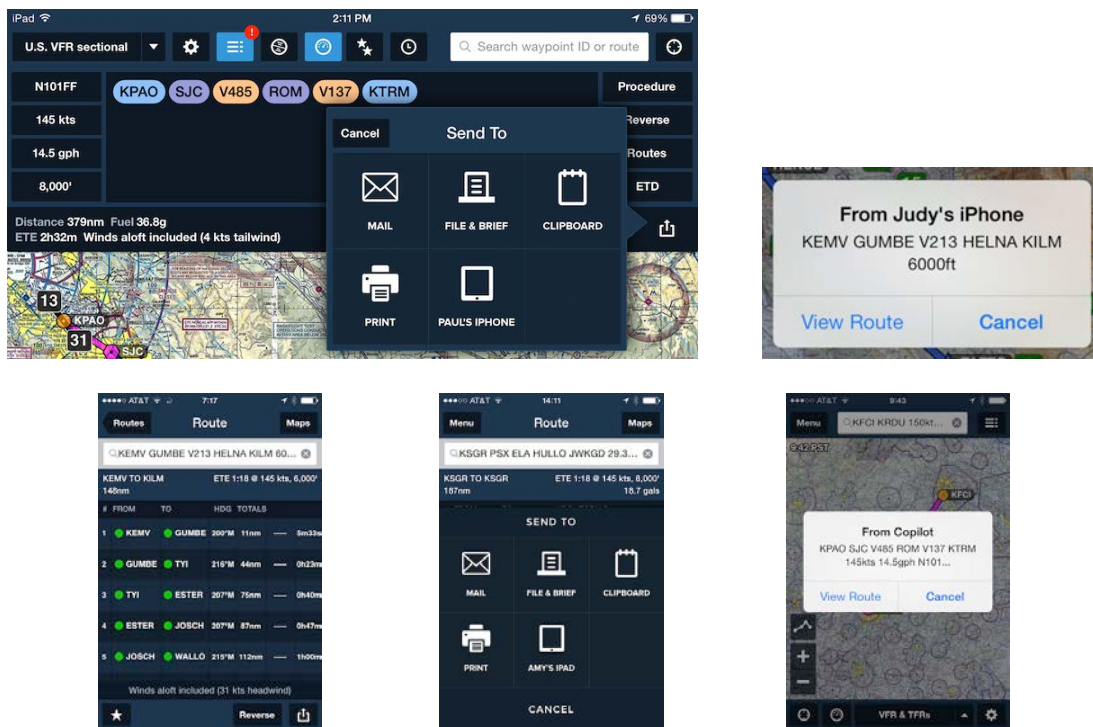 iPad 2:11 PM 69%
U.S. VFR sectional
!
Search waypoint ID or route
N101FF
KPAO SJC V485 ROM V137 KTRM
Procedure
145 kts
Reverse
14.5 gph
Routes
8,000'
ETD
Cancel Send To
MAIL FILE & BRIEF CLIPBOARD
PRINT PAUL'S IPHONE
Distance 379nm Fuel 36.8g
ETE 2h32m Winds aloft included (4 kts tailwind)
13
KPAO
31
SJC
From Judy's iPhone
KEMV GUMBE V213 HELNA KILM
6000ft
View Route Cancel
AT&T 7:17
Routes Route Maps
KEMV GUMBE V213 HELNA KILM 60...
KEMV TO KILM ETE 1:18 @ 145 kts, 6,000'
148nm
# FROM TO HDG TOTALS
1 KEMV GUMBE 200°M 11nm 5m33s
2 GUMBE TYI 216°M 44nm 0h23m
3 TYI ESTER 207°M 75nm 0h40m
4 ESTER JOSCH 207°M 87nm 0h47m
5 JOSCH WALLO 215°M 112nm 1h00m
Winds aloft included (31 kts headwind)
Reverse
AT&T 14:11
Menu Route Maps
KSGR PSX ELA HULLO JWKGD 29.3...
KSGR TO KSGR ETE 1:18 @ 145 kts, 8,000'
187nm 18.7 gals
SEND TO
MAIL FILE & BRIEF CLIPBOARD
PRINT AMY'S IPAD
CANCEL
AT&T 9:43
Menu KFCI KRDU 150kt...
9:42 PST
KFCI
From Copilot
KPAO SJC V485 ROM V137 KTRM
145kts 14.5gph N101...
View Route Cancel
VFR & TFRs